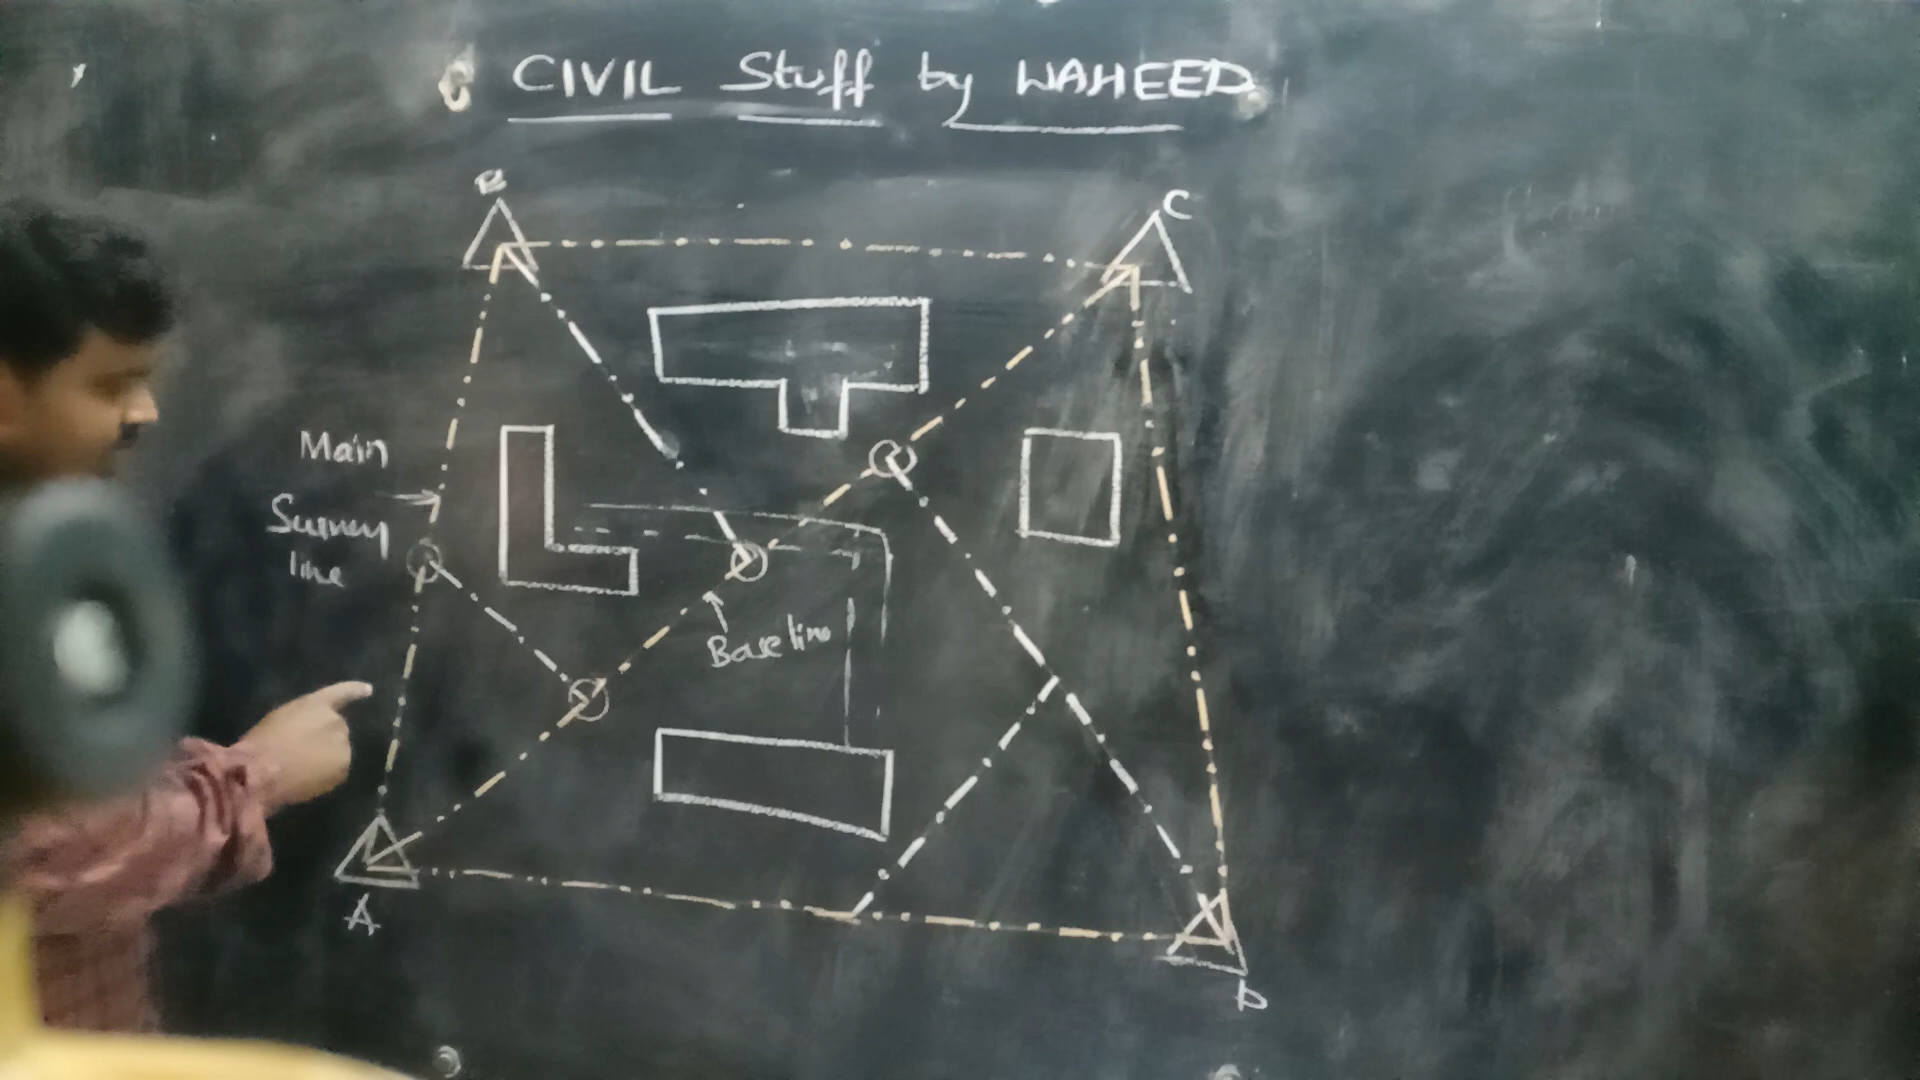 CIVIL Stuff by WAHEED
B
C
Main
Survey
line
Base line
A
D